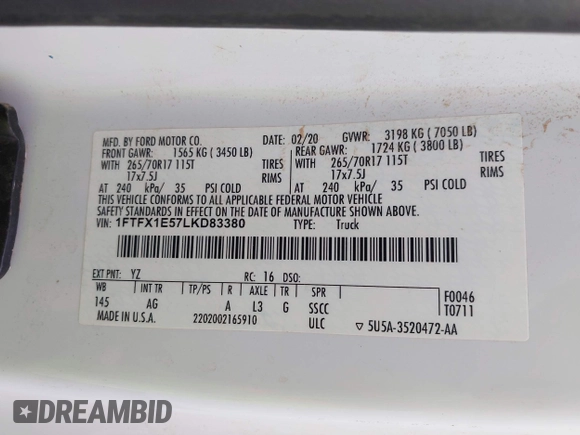 MFD. BY FORD MOTOR CO. DATE: 02/20 GVWR: 3198 KG ( 7050 LB)
FRONT GAWR: 1565 KG ( 3450 LB) REAR GAWR: 1724 KG ( 3800 LB)
WITH 265/70R17 115T TIRES WITH 265/70R17 115T TIRES
17x7.5J RIMS 17x7.5J RIMS
AT 240 kPa/ 35 PSI COLD AT 240 kPa/ 35 PSI COLD
THIS VEHICLE CONFORMS TO ALL APPLICABLE FEDERAL MOTOR VEHICLE
SAFETY STANDARDS IN EFFECT ON THE DATE OF MANUFACTURE SHOWN ABOVE.
VIN: 1FTFX1E57LKD83380 TYPE: Truck
EXT PNT: YZ RC: 16 DSO:
WB INT TR TP/PS R AXLE TR SPR F0046
145 AG A L3 G SSCC T0711
MADE IN U.S.A. 2202002165910 ULC ▽ 5U5A-3520472-AA
DREAMBID